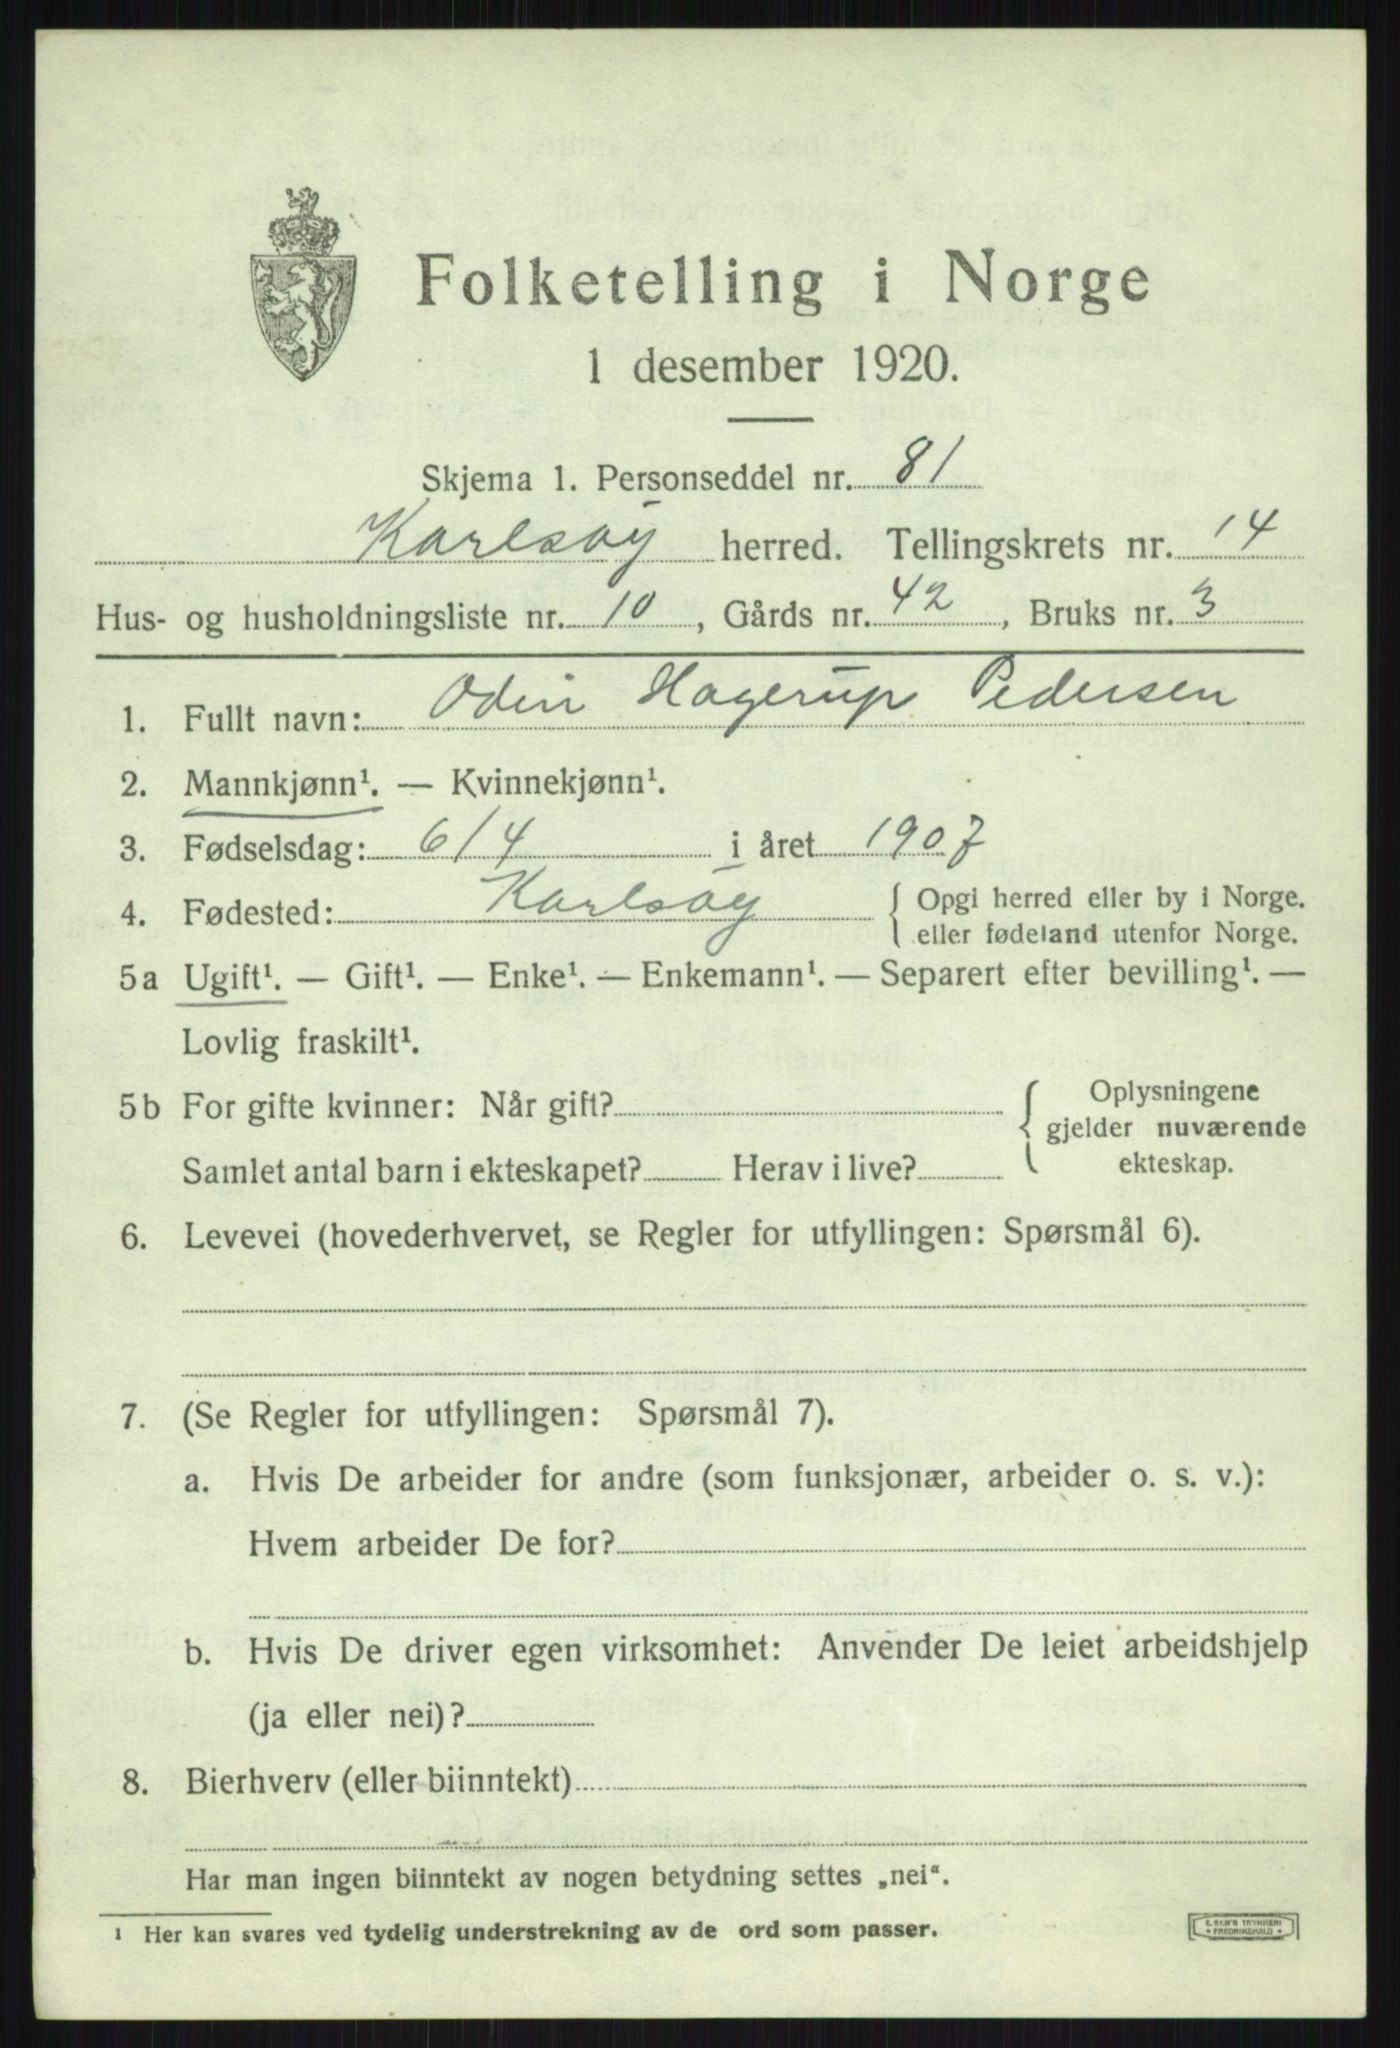 Folketelling i Norge
1 desember 1920.
Skjema 1. Personseddel nr. 81
Karlsøy herred. Tellingskrets nr. 14
Hus- og husholdningsliste nr. 10, Gårds nr. 42, Bruks nr. 3
1. Fullt navn: Odin Hagerup Pedersen
2. Mannkjønn¹. — Kvinnekjønn¹.
3. Fødselsdag: 6/4 i året 1907
4. Fødested: Karlsøy { Opgi herred eller by i Norge.
eller fødeland utenfor Norge.
5a Ugift¹. — Gift¹. — Enke¹. — Enkemann¹. — Separert efter bevilling¹. —
Lovlig fraskilt¹.
5b For gifte kvinner: Når gift? { Oplysningene
gjelder nuværende
Samlet antal barn i ekteskapet? Herav i live? ekteskap.
6. Levevei (hovederhvervet, se Regler for utfyllingen: Spørsmål 6).
7. (Se Regler for utfyllingen: Spørsmål 7).
a. Hvis De arbeider for andre (som funksjonær, arbeider o. s. v.):
Hvem arbeider De for?
b. Hvis De driver egen virksomhet: Anvender De leiet arbeidshjelp
(ja eller nei)?
8. Bierhverv (eller biinntekt)
Har man ingen biinntekt av nogen betydning settes „nei“.
¹ Her kan svares ved tydelig understrekning av de ord som passer.
E. SEM'S TRYKKERI
FREDRIKSHALD